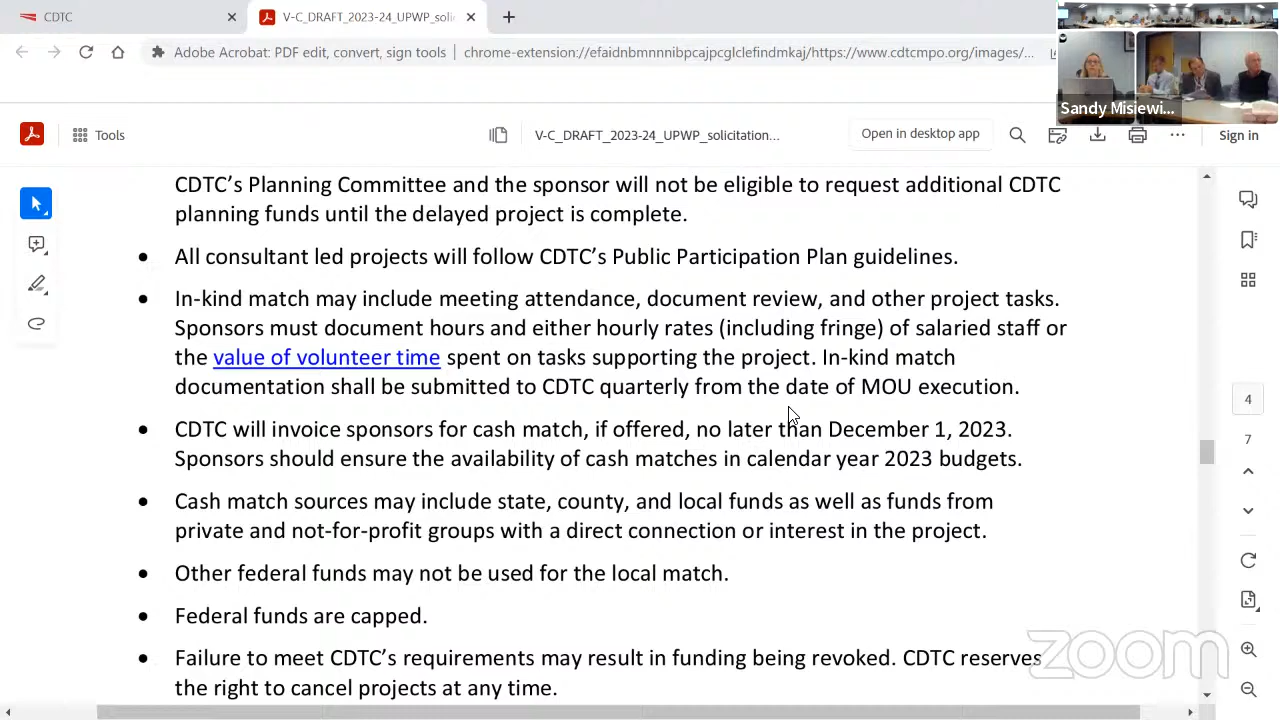 CDTC
V-C_DRAFT_2023-24_UPWP_solic
Adobe Acrobat: PDF edit, convert, sign tools
chrome-extension://efaidnbmnnnibpcajpcglclefindmkaj/https://www.cdtcmpo.org/images/...
Sandy Misiewi...
Tools
V-C_DRAFT_2023-24_UPWP_solicitation...
Open in desktop app
Sign in
CDTC's Planning Committee and the sponsor will not be eligible to request additional CDTC
planning funds until the delayed project is complete.
• All consultant led projects will follow CDTC's Public Participation Plan guidelines.
• In-kind match may include meeting attendance, document review, and other project tasks.
Sponsors must document hours and either hourly rates (including fringe) of salaried staff or
the value of volunteer time spent on tasks supporting the project. In-kind match
documentation shall be submitted to CDTC quarterly from the date of MOU execution.
• CDTC will invoice sponsors for cash match, if offered, no later than December 1, 2023.
Sponsors should ensure the availability of cash matches in calendar year 2023 budgets.
• Cash match sources may include state, county, and local funds as well as funds from
private and not-for-profit groups with a direct connection or interest in the project.
• Other federal funds may not be used for the local match.
• Federal funds are capped.
• Failure to meet CDTC's requirements may result in funding being revoked. CDTC reserves
the right to cancel projects at any time.
4
7
zoom